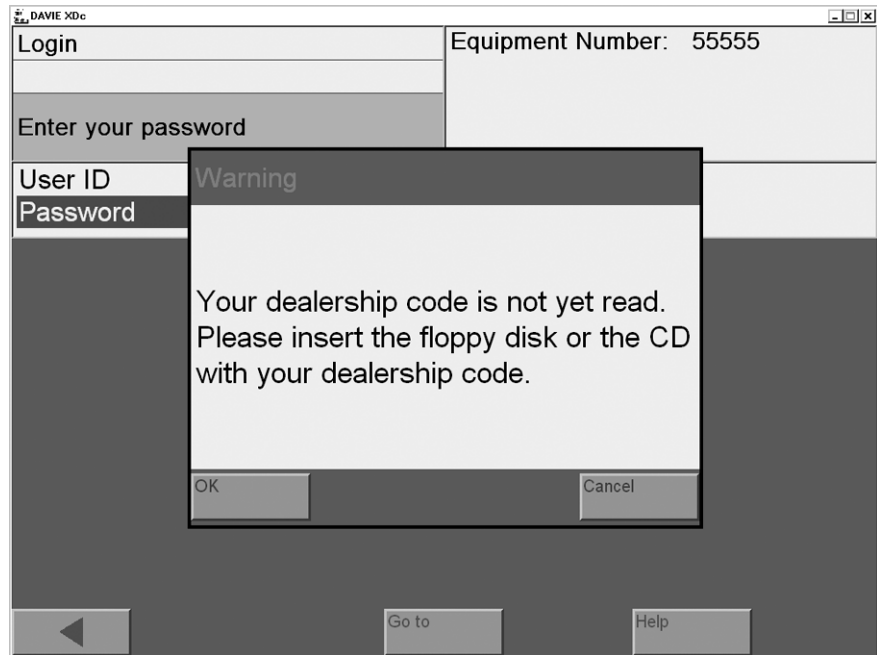 DAVIE XDc
Login
Equipment Number: 55555
Enter your password
User ID
Password
Warning
Your dealership code is not yet read.
Please insert the floppy disk or the CD
with your dealership code.
OK
Cancel
Go to
Help